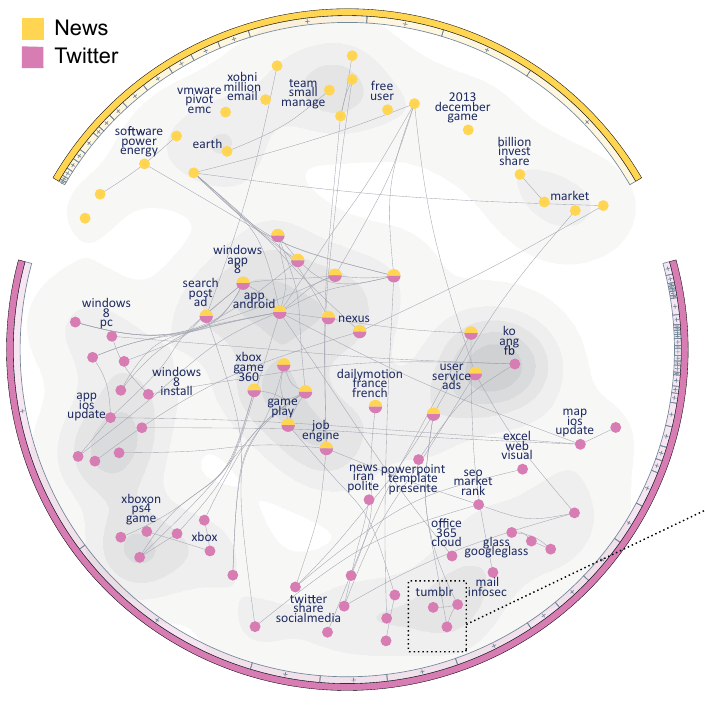 News
Twitter
xobni
million
email
team
small
manage
free
user
vmware
pivot
emc
2013
december
game
software
power
energy
earth
billion
invest
share
market
windows
app
8
search
post
ad
app
android
nexus
windows
8
pc
ko
ang
fb
user
service
ads
xbox
game
360
dailymotion
france
french
windows
8
install
app
ios
update
game
play
job
engine
map
ios
update
excel
web
visual
news
iran
polite
powerpoint
template
presente
seo
market
rank
xboxon
ps4
game
xbox
office
365
cloud
glass
googleglass
mail
infosec
tumblr
twitter
share
socialmedia